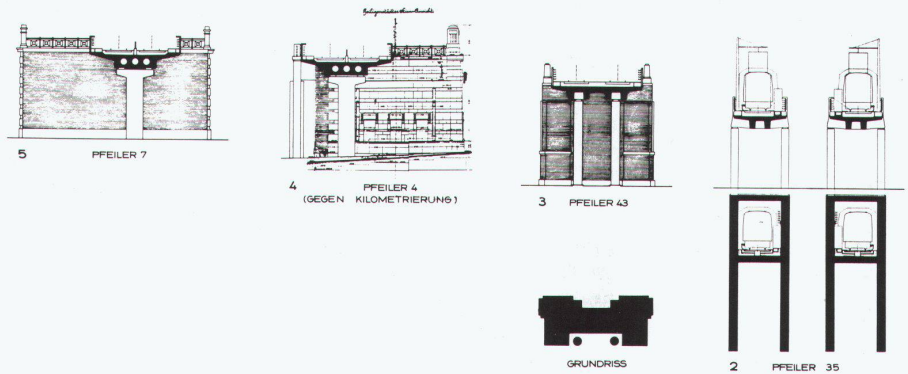 5 PFEILER 7
4 PFEILER 4
(GEGEN KILOMETRIERUNG)
3 PFEILER 43
GRUNDRISS
2 PFEILER 35